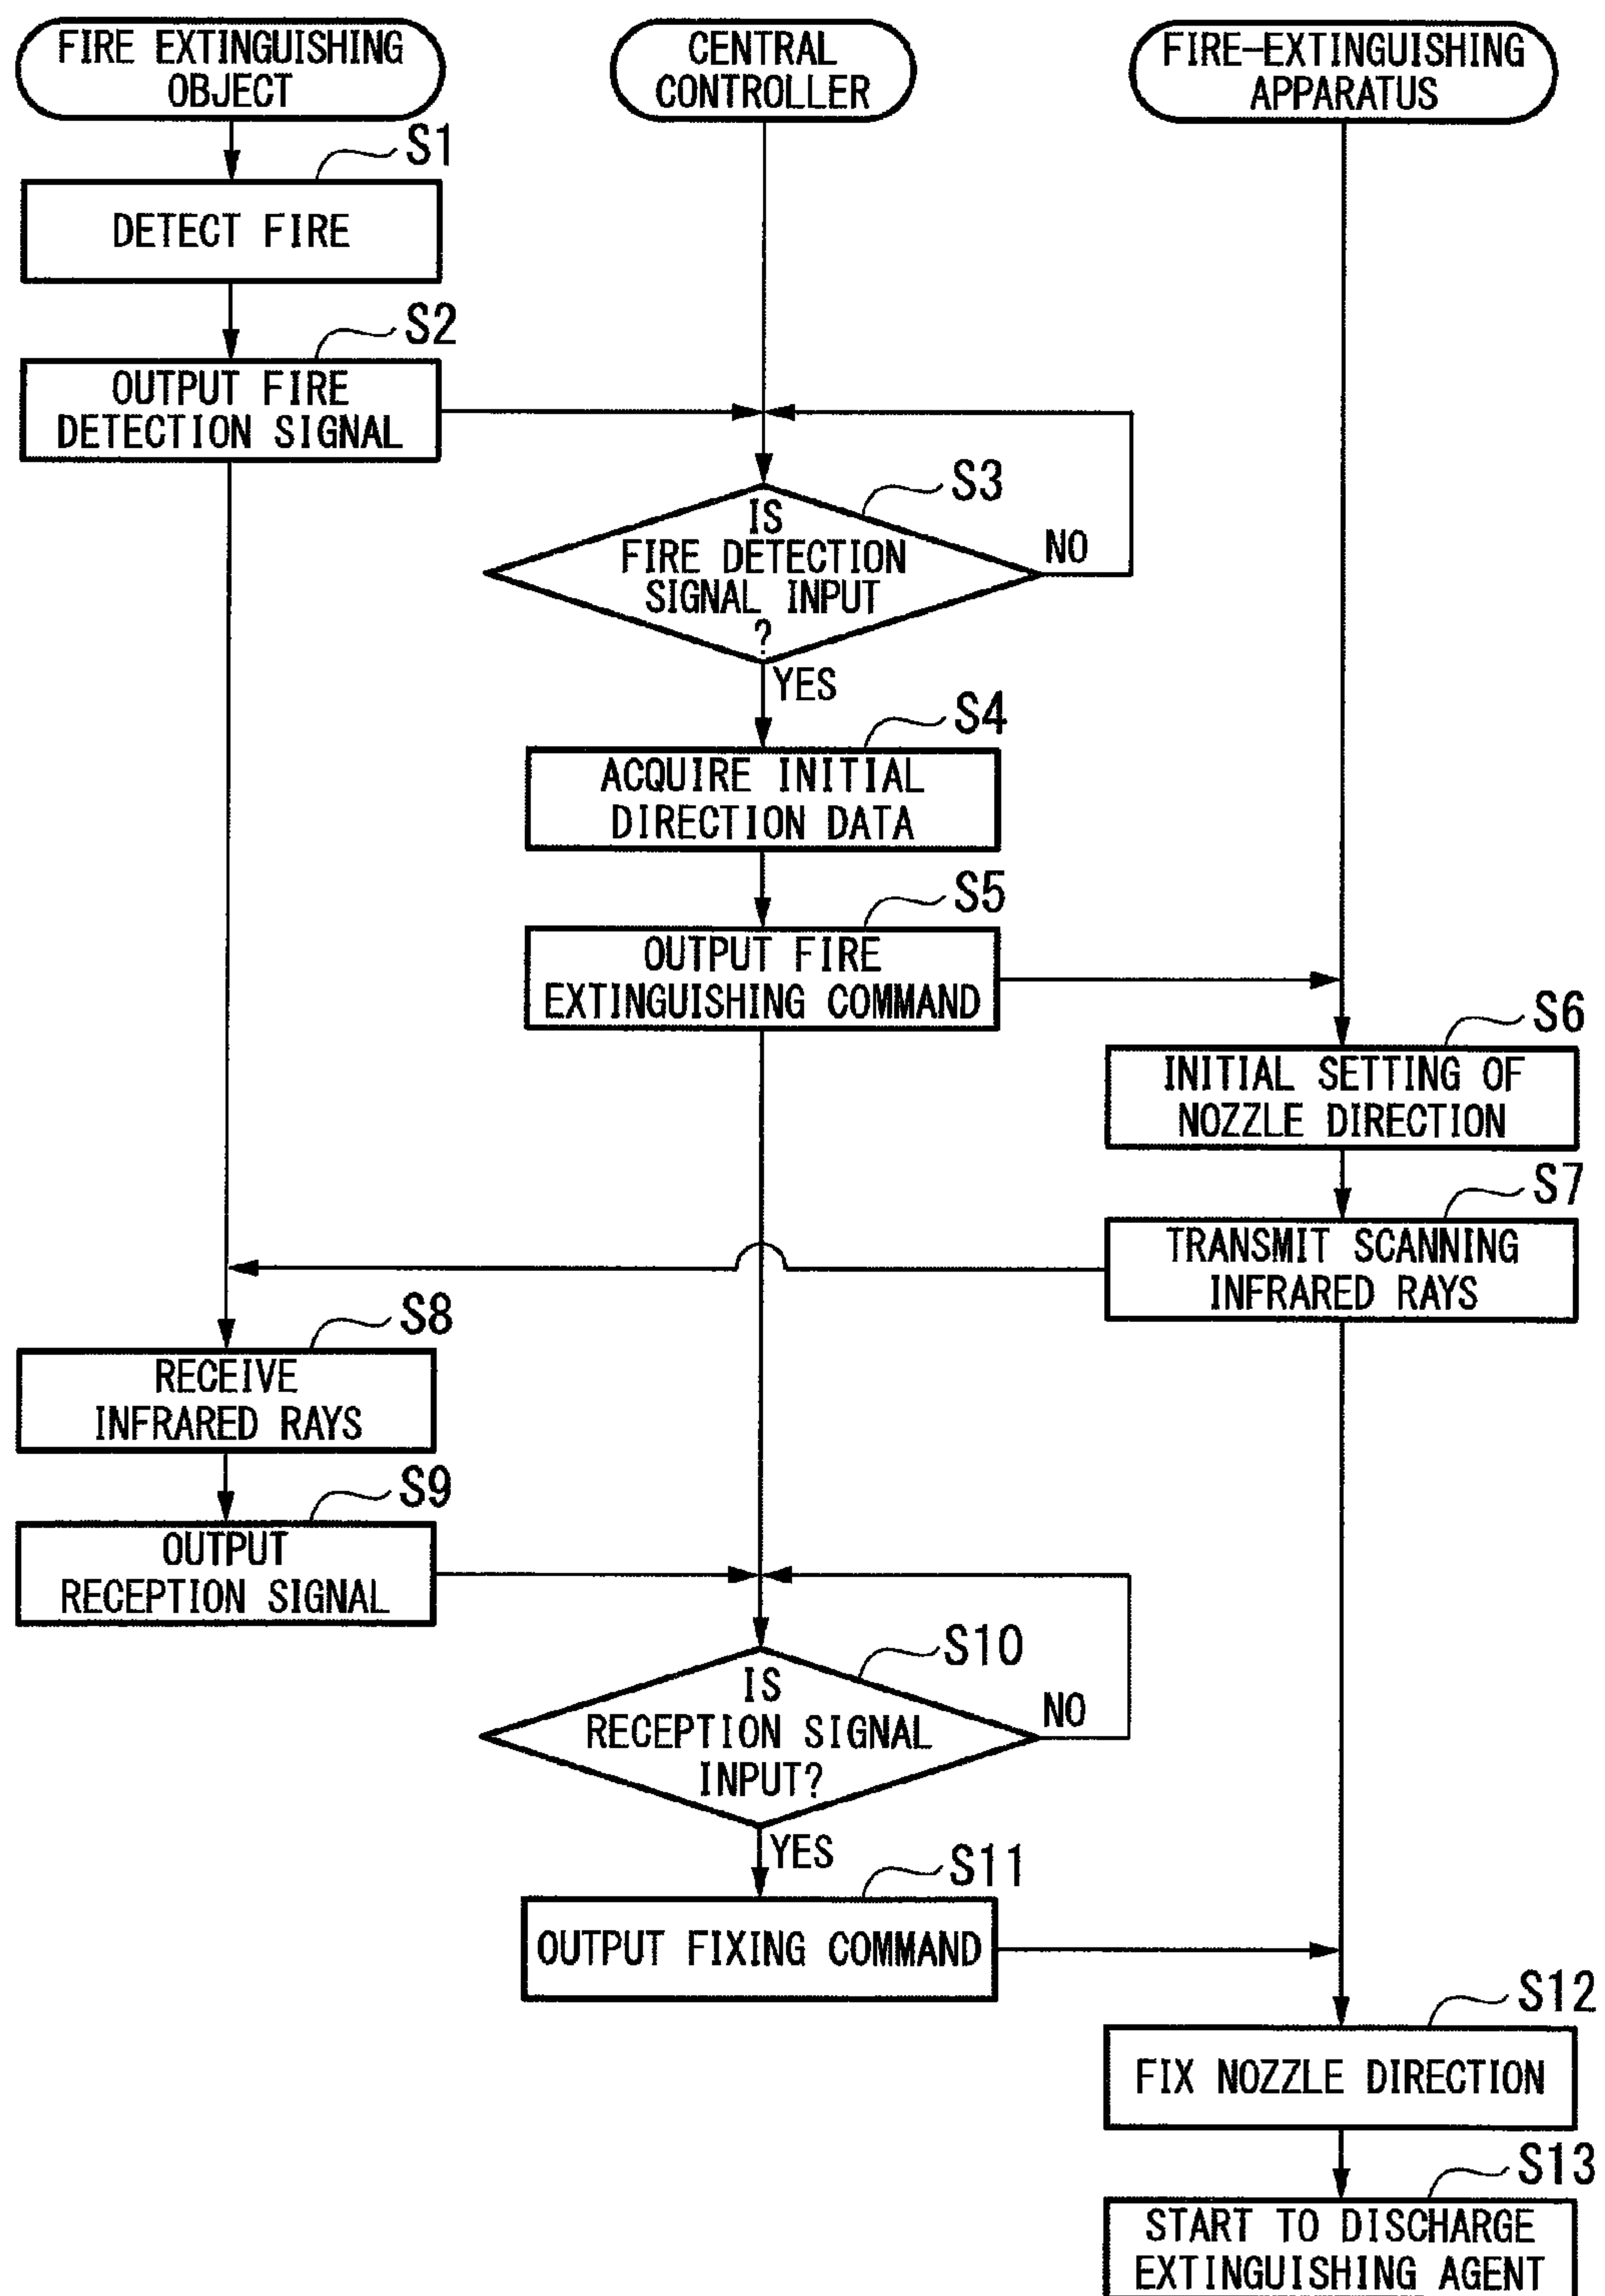 FIRE EXTINGUISHING
OBJECT
CENTRAL
CONTROLLER
FIRE-EXTINGUISHING
APPARATUS
S1
DETECT FIRE
S2
OUTPUT FIRE
DETECTION SIGNAL
S3
IS
FIRE DETECTION
SIGNAL INPUT
?
NO
YES
S4
ACQUIRE INITIAL
DIRECTION DATA
S5
OUTPUT FIRE
EXTINGUISHING COMMAND
S6
INITIAL SETTING OF
NOZZLE DIRECTION
S7
TRANSMIT SCANNING
INFRARED RAYS
S8
RECEIVE
INFRARED RAYS
S9
OUTPUT
RECEPTION SIGNAL
S10
IS
RECEPTION SIGNAL
INPUT?
NO
YES
S11
OUTPUT FIXING COMMAND
S12
FIX NOZZLE DIRECTION
S13
START TO DISCHARGE
EXTINGUISHING AGENT